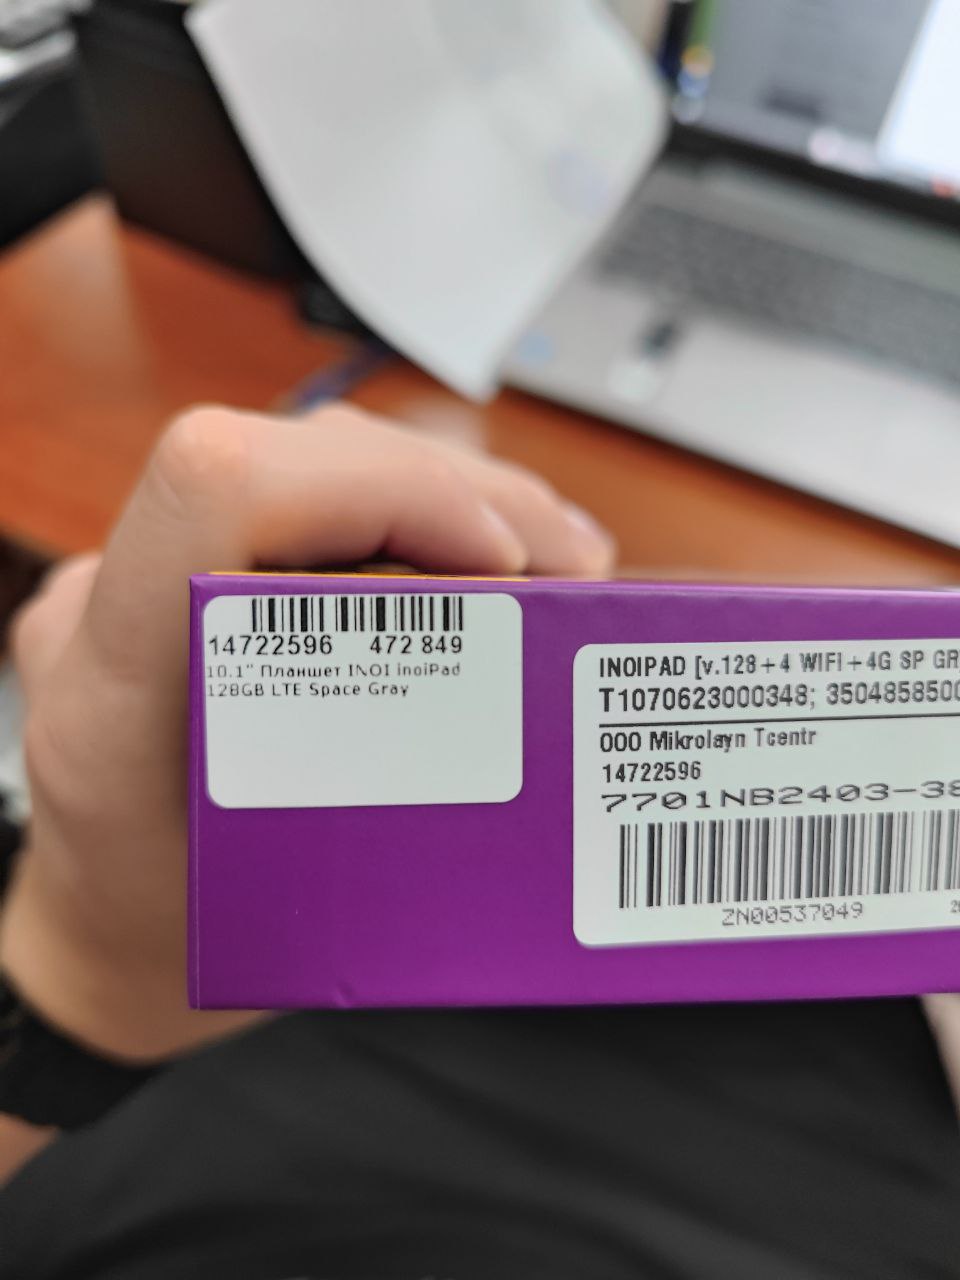 14722596 472 849
10.1" Планшет INOI inoiPad
128GB LTE Space Gray
INOIPAD [v.128+4 WIFI+4G SP GR
T1070623000348; 3504858500
OOO Mikrolayn Tcentr
14722596
7701NB2403-38
ZN00537049